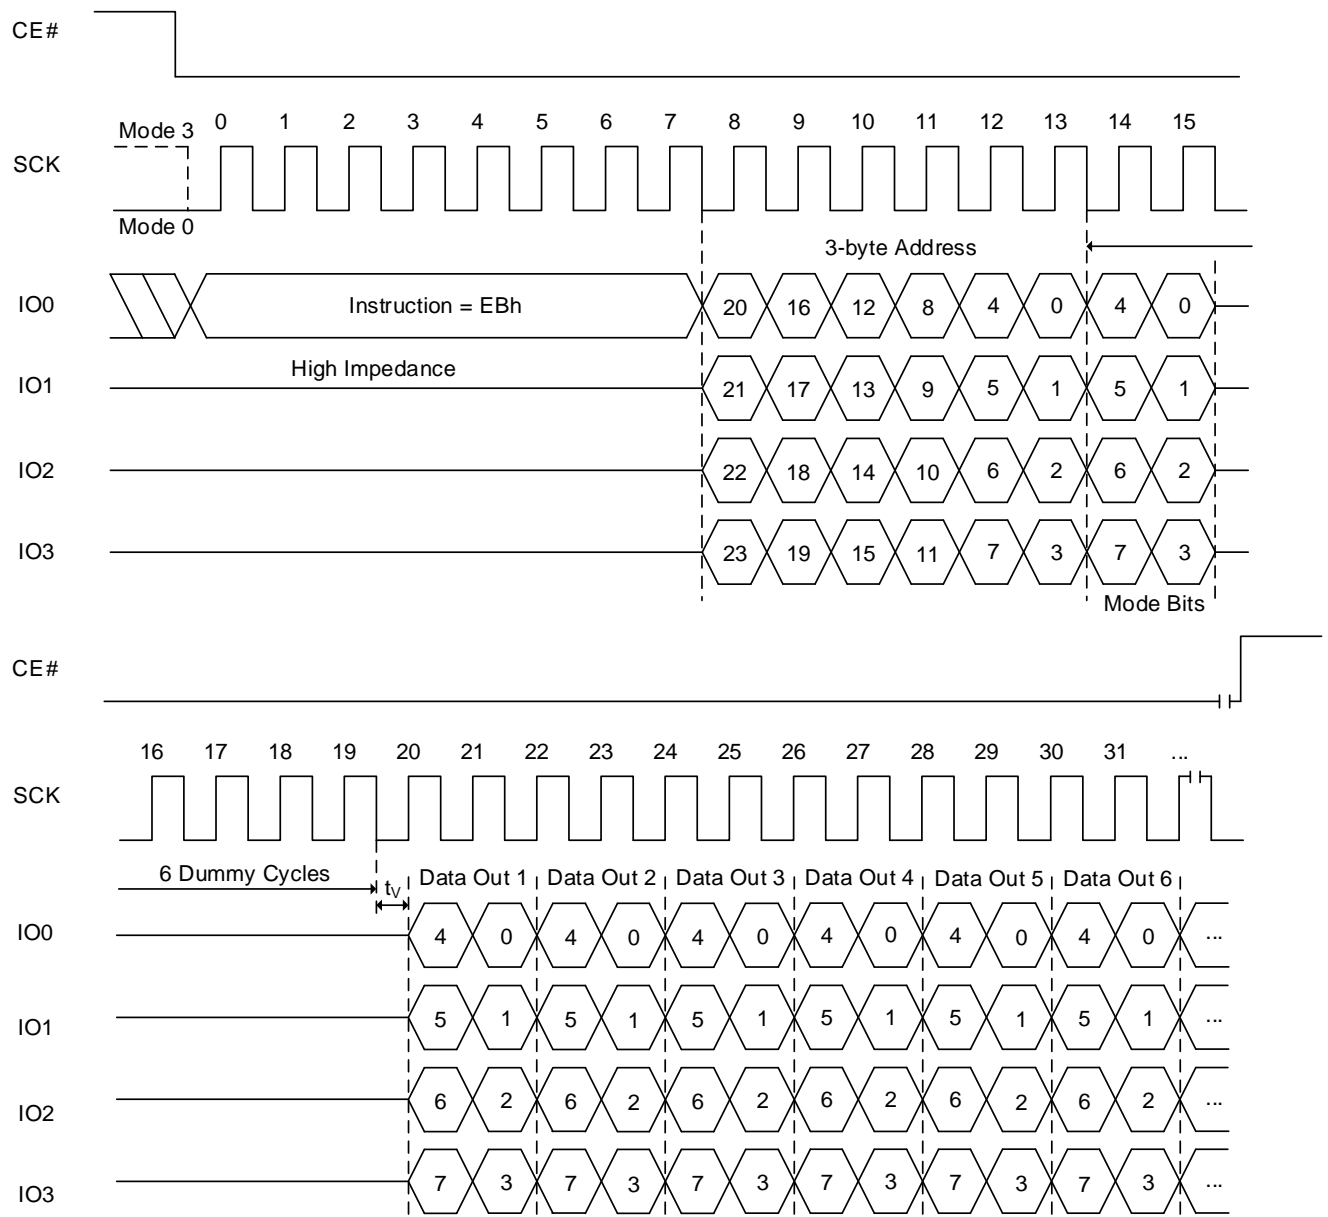 CE#
Mode 3 0 1 2 3 4 5 6 7 8 9 10 11 12 13 14 15
SCK
Mode 0
3-byte Address
IO0 Instruction = EBh 20 16 12 8 4 0 4 0
High Impedance
IO1 21 17 13 9 5 1 5 1
IO2 22 18 14 10 6 2 6 2
IO3 23 19 15 11 7 3 7 3
Mode Bits
CE#
16 17 18 19 20 21 22 23 24 25 26 27 28 29 30 31 ...
SCK
6 Dummy Cycles tV Data Out 1 Data Out 2 Data Out 3 Data Out 4 Data Out 5 Data Out 6
IO0 4 0 4 0 4 0 4 0 4 0 4 0 ...
IO1 5 1 5 1 5 1 5 1 5 1 5 1 ...
IO2 6 2 6 2 6 2 6 2 6 2 6 2 ...
IO3 7 3 7 3 7 3 7 3 7 3 7 3 ...